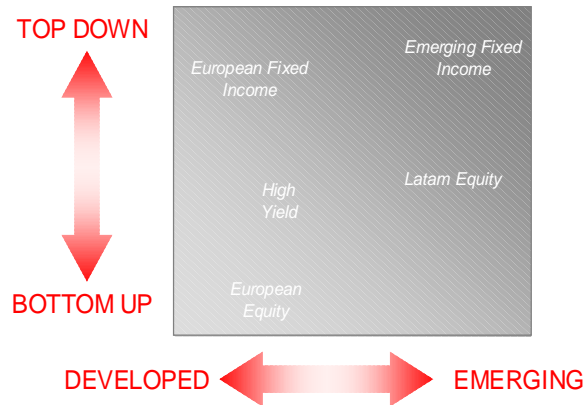 TOP DOWN
European Fixed
Income
Emerging Fixed
Income
High
Yield
Latam Equity
BOTTOM UP
European
Equity
DEVELOPED
EMERGING